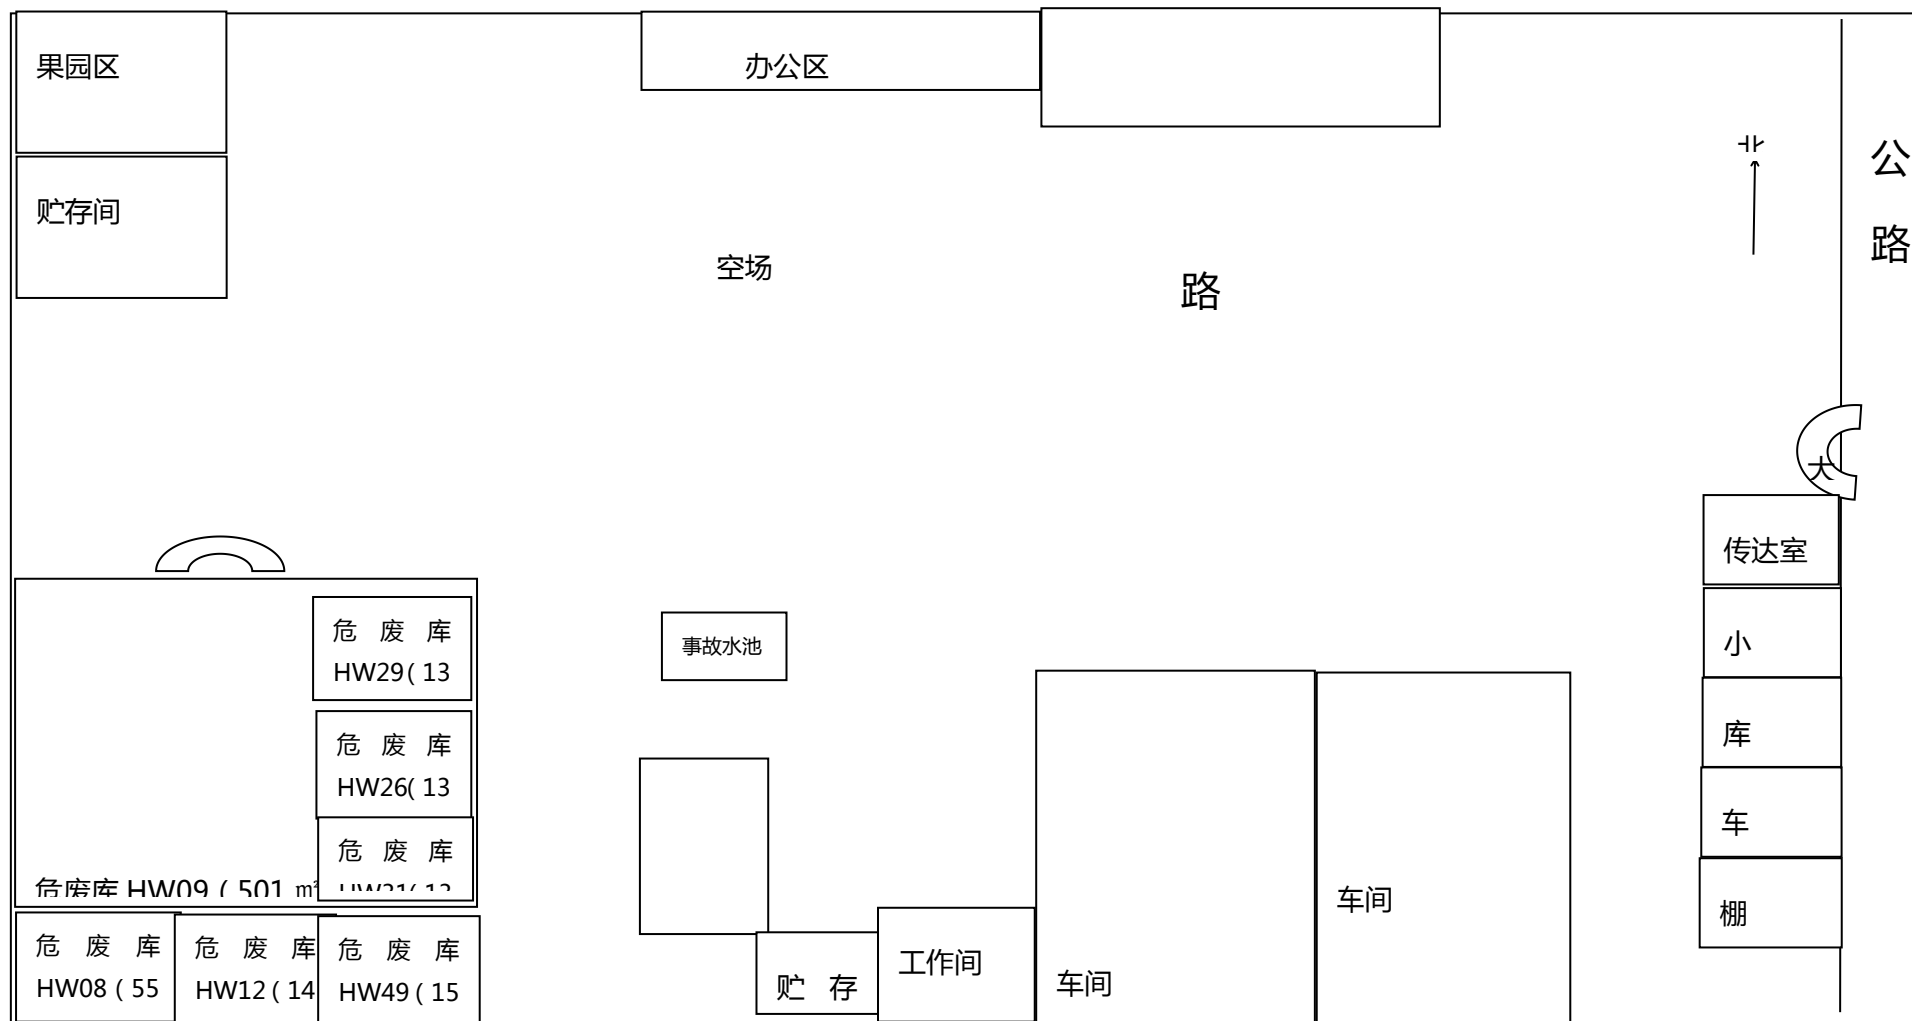 果园区
办公区
北
公
路
贮存间
空场
路
大
传达室
危 废 库
HW29( 13
小
事故水池
危 废 库
HW26( 13
库
车
危 废 库
HW31( 13
危废库 HW09 ( 501 ㎡
车间
棚
危 废 库
HW08 ( 55
危 废 库
HW12 ( 14
危 废 库
HW49 ( 15
贮 存
工作间
车间